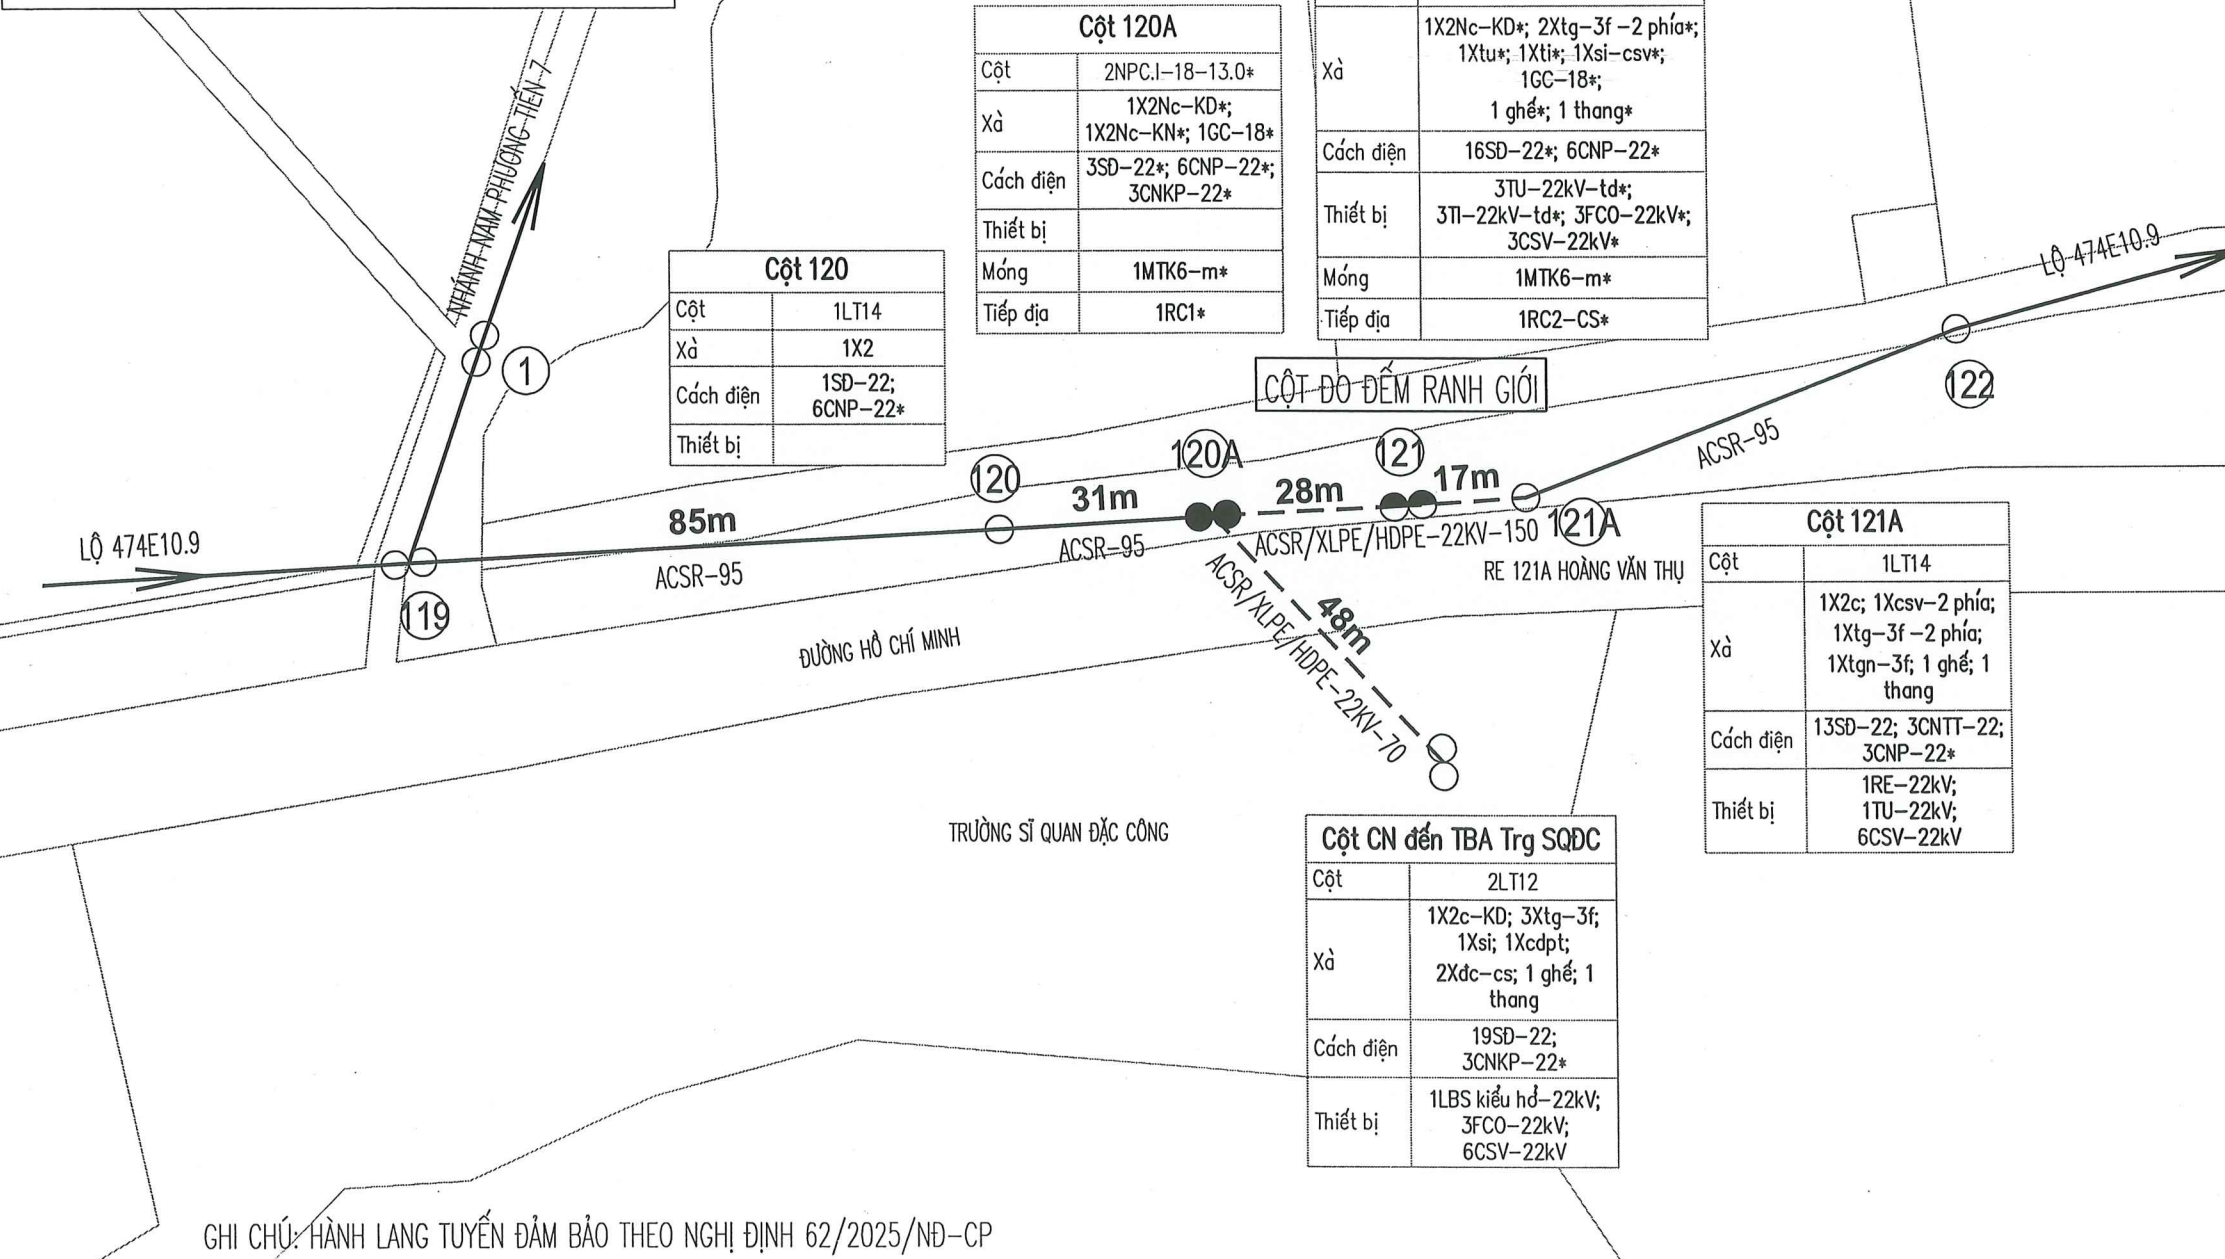 Cột 120A
Cột 2NPC.I-18-13.0*
Xà 1X2Nc-KD*;
1X2Nc-KN*; 1GC-18*
Cách điện 3SĐ-22*; 6CNP-22*;
3CNKP-22*
Thiết bị
Móng 1MTK6-m*
Tiếp địa 1RC1*
Xà 1X2Nc-KD*; 2Xtg-3f-2 phía*;
1Xtu*; 1Xti*; 1Xsi-csv*;
1GC-18*;
1 ghế*; 1 thang*
Cách điện 16SĐ-22*; 6CNP-22*
Thiết bị 3TU-22kV-td*;
3TI-22kV-td*; 3FCO-22kV*;
3CSV-22kV*
Móng 1MTK6-m*
Tiếp địa 1RC2-CS*
NHÁNH NAM PHƯƠNG TIẾN 7
Cột 120
Cột 1LT14
Xà 1X2
Cách điện 1SĐ-22;
6CNP-22*
Thiết bị
LỘ 474E10.9
1
CỘT ĐO ĐẾM RANH GIỚI
122
ACSR-95
120
120A
121
31m
28m
17m
85m
121A
LỘ 474E10.9
ACSR-95
ACSR-95
ACSR/XLPE/HDPE-22KV-150
RE 121A HOÀNG VĂN THỤ
119
ĐƯỜNG HỒ CHÍ MINH
48m
ACSR/XLPE/HDPE-22KV-70
Cột 121A
Cột 1LT14
Xà 1X2c; 1Xcsv-2 phía;
1Xtg-3f-2 phía;
1Xtgn-3f; 1 ghế; 1
thang
Cách điện 13SĐ-22; 3CNTT-22;
3CNP-22*
Thiết bị 1RE-22kV;
1TU-22kV;
6CSV-22kV
TRƯỜNG SĨ QUAN ĐẶC CÔNG
Cột CN đến TBA Trg SQĐC
Cột 2LT12
Xà 1X2c-KD; 3Xtg-3f;
1Xsi; 1Xcdpt;
2Xđc-cs; 1 ghế; 1
thang
Cách điện 19SĐ-22;
3CNKP-22*
Thiết bị 1LBS kiểu hở-22kV;
3FCO-22kV;
6CSV-22kV
GHI CHÚ: HÀNH LANG TUYẾN ĐẢM BẢO THEO NGHỊ ĐỊNH 62/2025/NĐ-CP